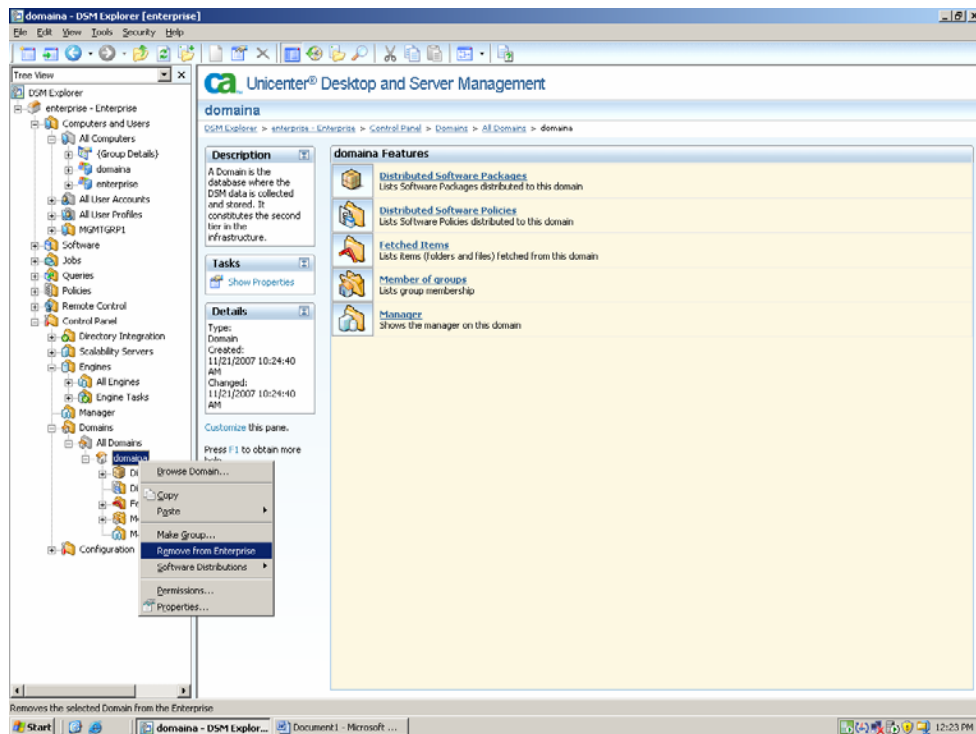 domaina - DSM Explorer [enterprise]
File Edit View Tools Security Help
Tree View
DSM Explorer
enterprise - Enterprise
Computers and Users
All Computers
{Group Details}
domaina
enterprise
All User Accounts
All User Profiles
MGMTGRP1
Software
Jobs
Queries
Policies
Remote Control
Control Panel
Directory Integration
Scalability Servers
Engines
All Engines
Engine Tasks
Manager
Domains
All Domains
domaina
Di
Di
Fe
M
M
Configuration
Browse Domain...
Copy
Paste
Make Group...
Remove from Enterprise
Software Distributions
Permissions...
Properties...
ca Unicenter® Desktop and Server Management
domaina
DSM Explorer > enterprise - Enterprise > Control Panel > Domains > All Domains > domaina
Description
A Domain is the
database where the
DSM data is collected
and stored. It
constitutes the second
tier in the
infrastructure.
Tasks
Show Properties
Details
Type:
Domain
Created:
11/21/2007 10:24:40
AM
Changed:
11/21/2007 10:24:40
AM
Customize this pane.
Press F1 to obtain more
domaina Features
Distributed Software Packages
Lists Software Packages distributed to this domain
Distributed Software Policies
Lists Software Policies distributed to this domain
Fetched Items
Lists items (folders and files) fetched from this domain
Member of groups
Lists group membership
Manager
Shows the manager on this domain
Removes the selected Domain from the Enterprise
Start
domaina - DSM Explor...
Document1 - Microsoft ...
12:23 PM